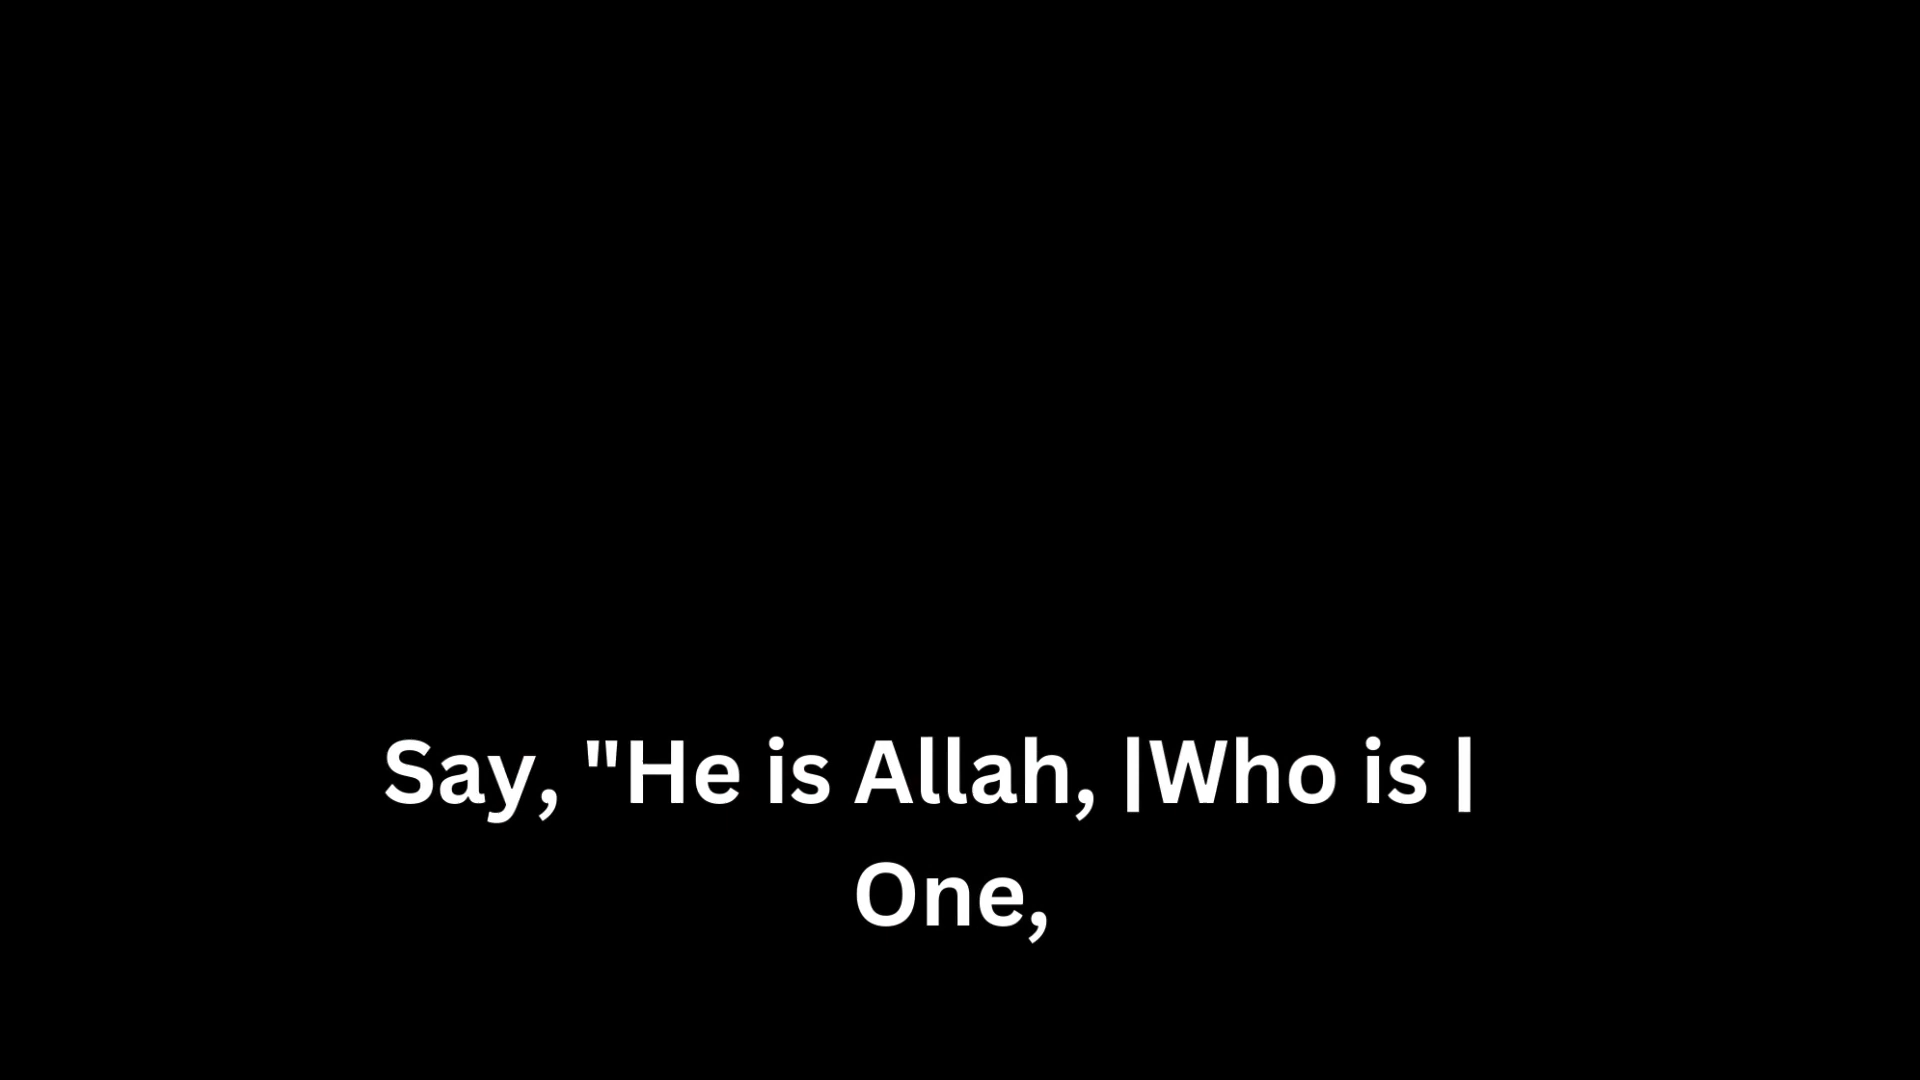 Say, "He is Allah, |Who is |
One,